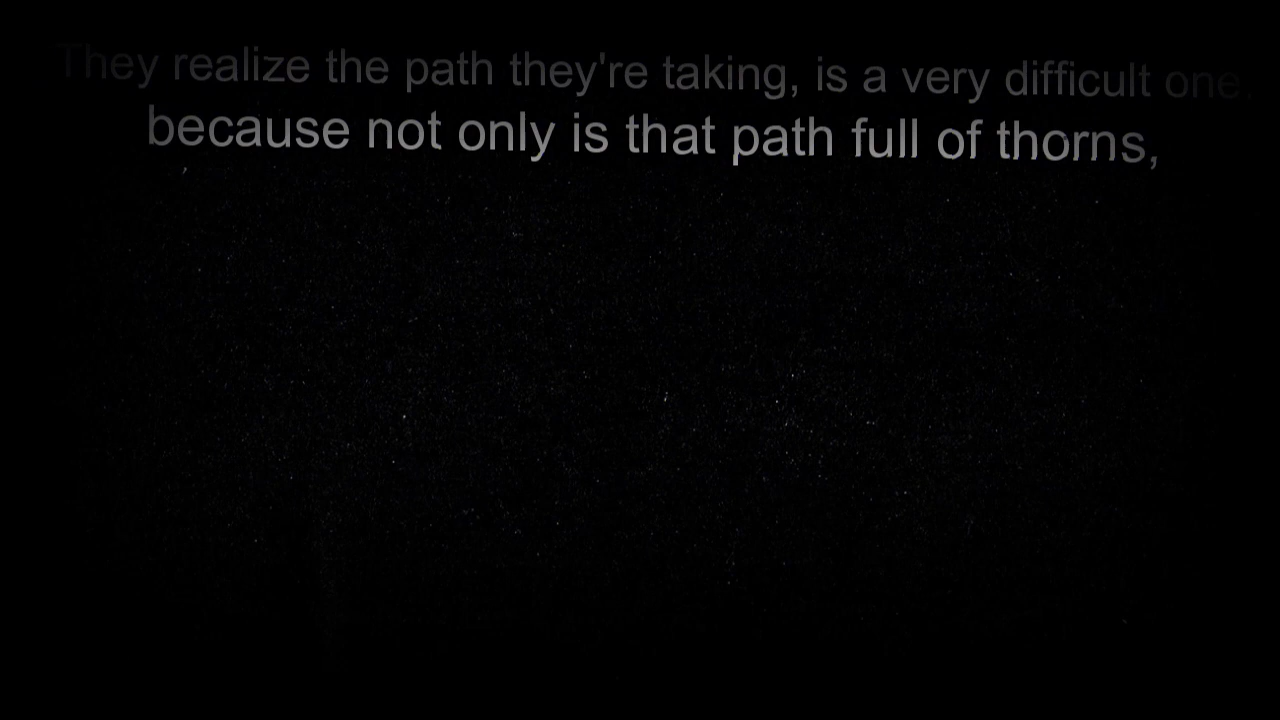 They realize the path they're taking, is a very difficult one.
because not only is that path full of thorns,